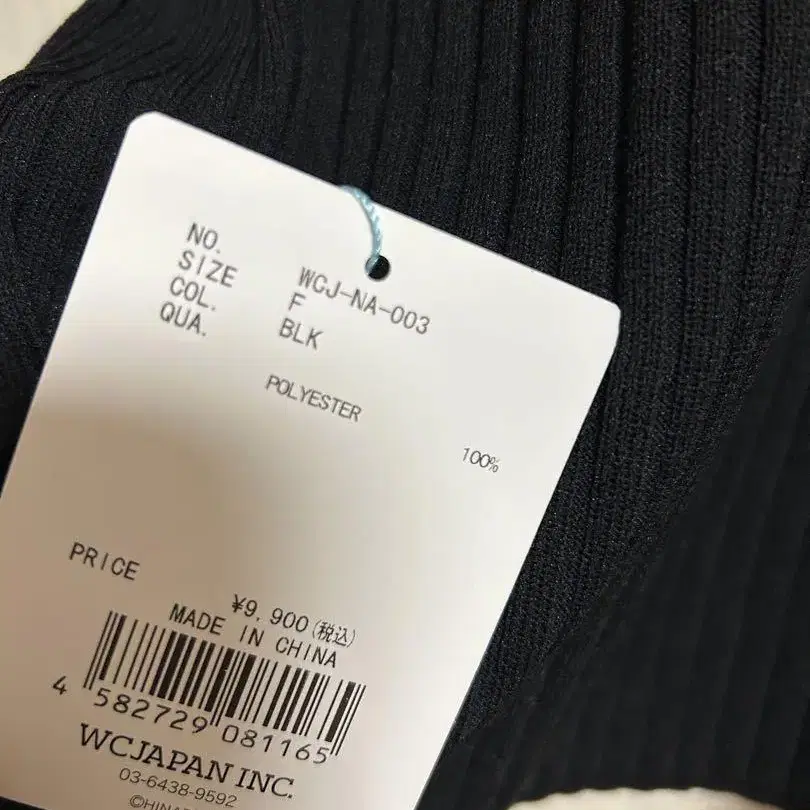 NO. WCJ-NA-003
SIZE F
COL. BLK
QUA.
POLYESTER 100%
PRICE
¥9,900(税込)
MADE IN CHINA
4 582729 081165
WCJAPAN INC.
03-6438-9592